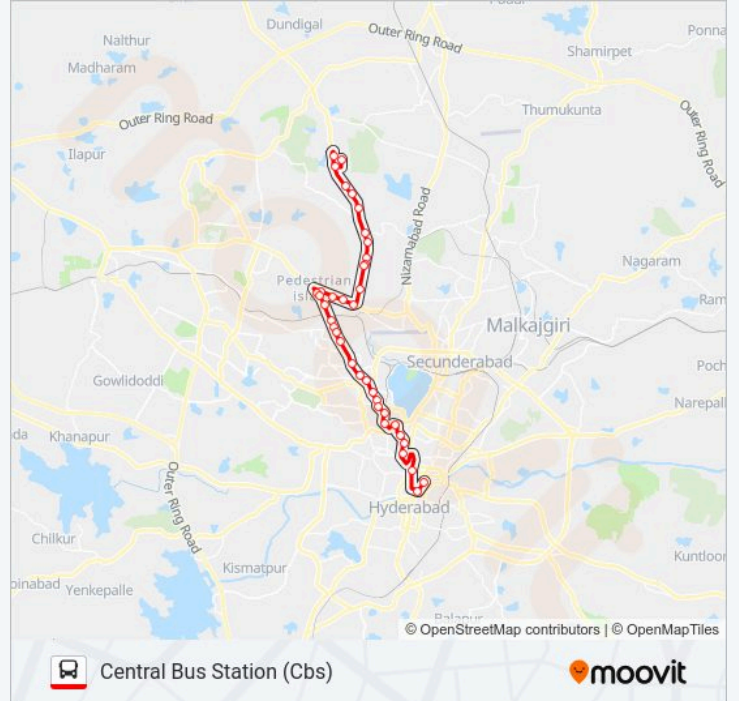 Dundigal
Ponna
Outer Ring Road
Nalthur
Shamirpet
Madharam
Thumukunta
Outer Ring Road
Outer Ring Road
Ilapur
Nizamabad Road
Nagaram
Pedestrian
Ram
Malkajgiri
Secunderabad
Poch
Gowlidoddi
Narepall
da
Khanapur
Outer Ring Road
Hyderabad
Chilkur
Kuntloor
Kismatpur
pinabad
Yenkepalle
© OpenStreetMap contributors | © OpenMapTiles
Central Bus Station (Cbs)
moovit